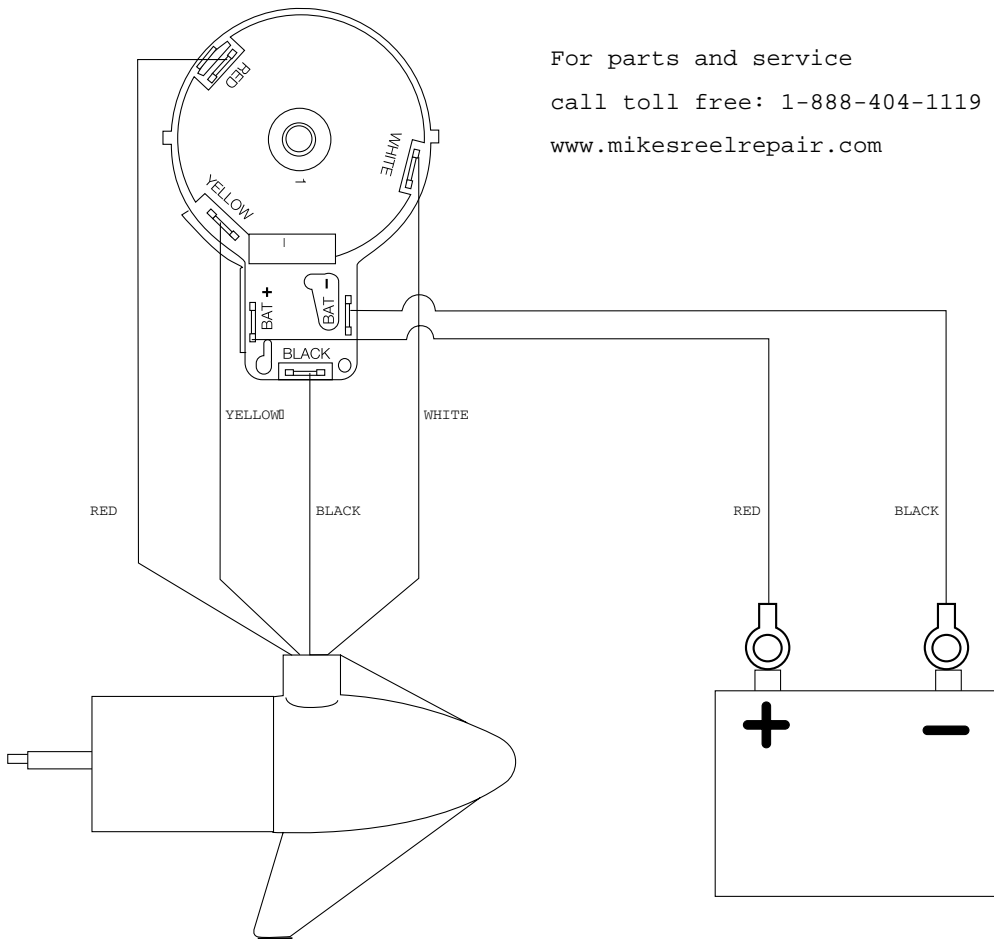 For parts and service
call toll free: 1-888-404-1119
www.mikesreelrepair.com
RED
WHITE
YELLOW
1
BAT +
BAT -
BLACK
YELLOW▯
WHITE
RED
BLACK
RED
BLACK
+
-